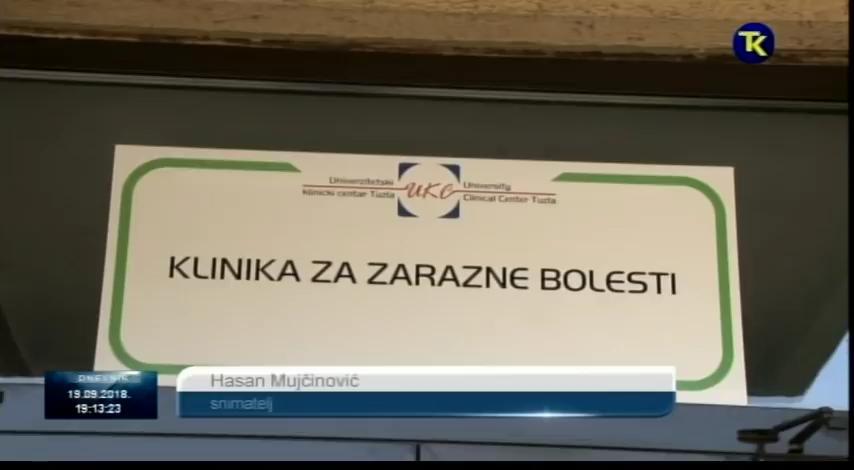 TK
Univerzitetski
klinički centar Tuzla
UKC
University
Clinical Center Tuzla
KLINIKA ZA ZARAZNE BOLESTI
Hasan Mujčinović
snimatelj
DNEVNIK
19.09.2018.
19:13:23